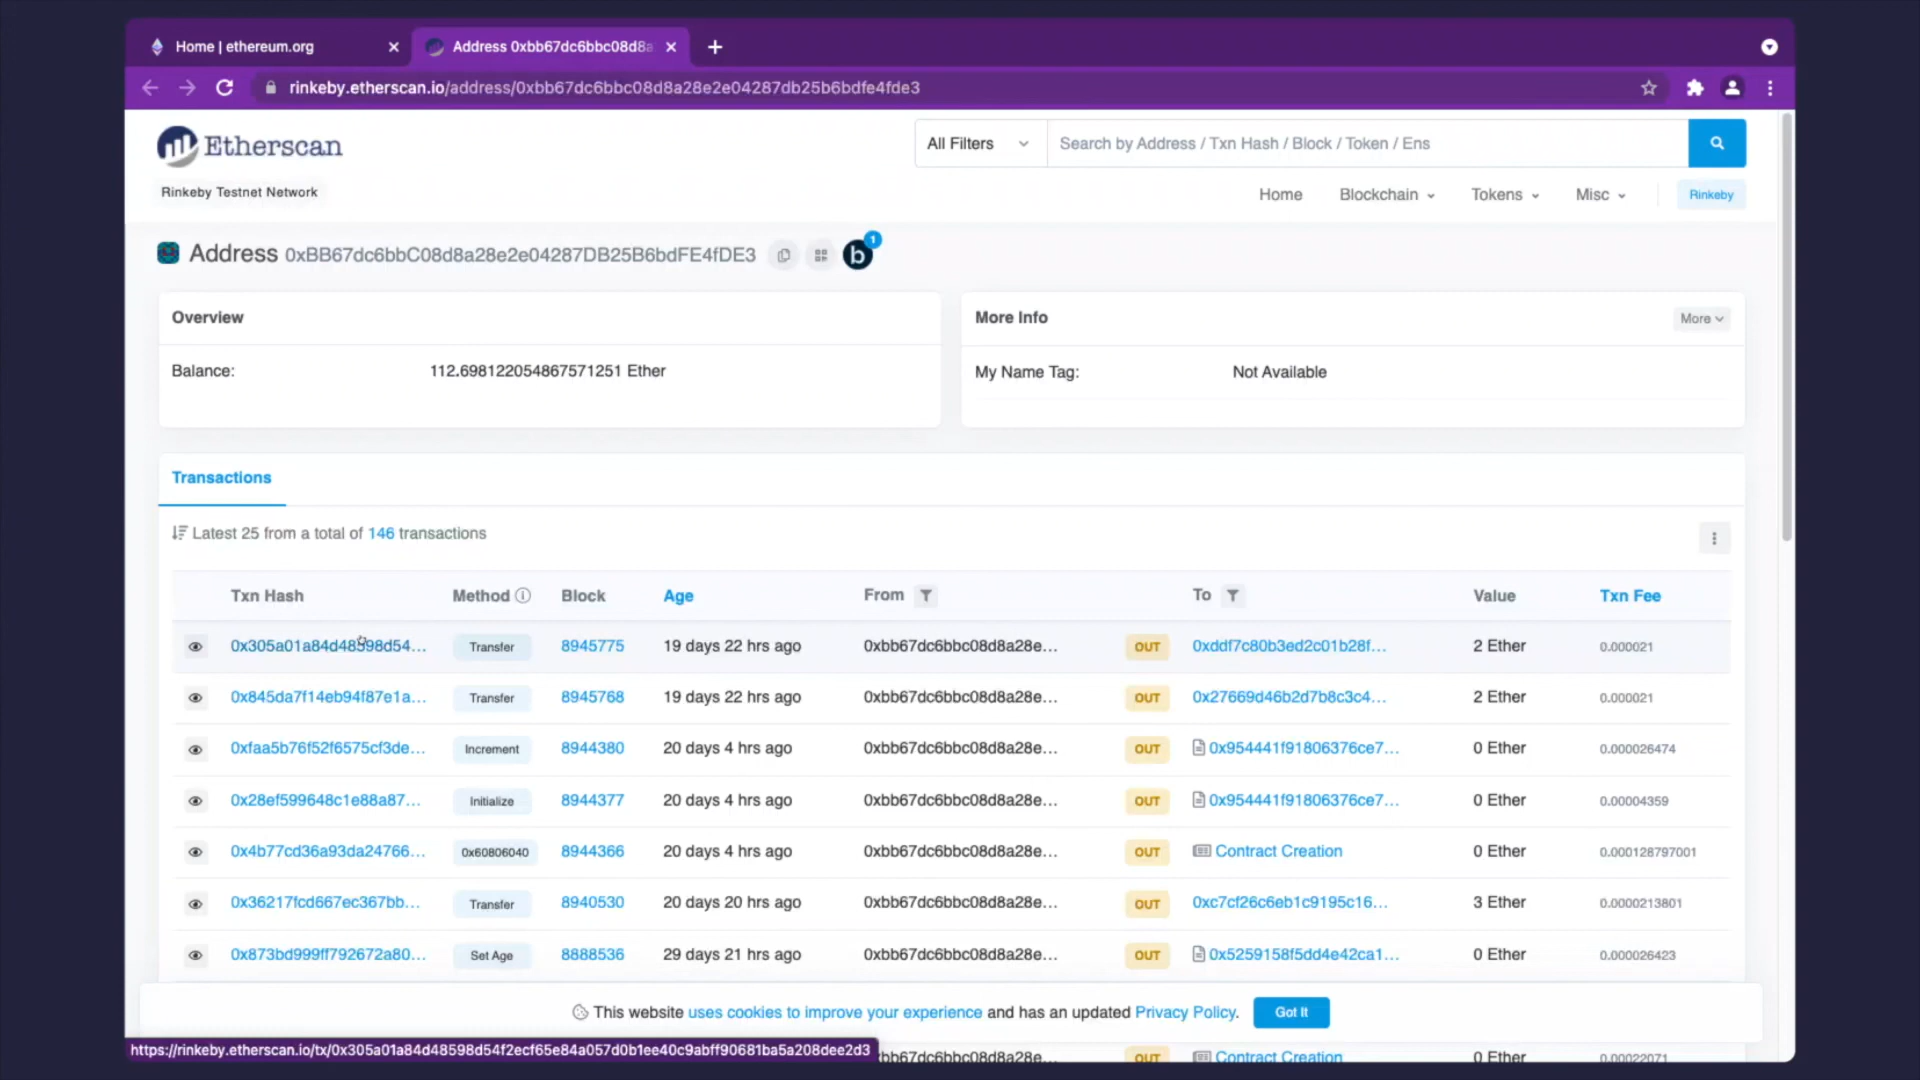 Home | ethereum.org
Address 0xbb67dc6bbc08d8a
rinkeby.etherscan.io/address/0xbb67dc6bbc08d8a28e2e04287db25b6bdfe4fde3
Etherscan
All Filters
Search by Address / Txn Hash / Block / Token / Ens
Rinkeby Testnet Network
Home Blockchain Tokens Misc Rinkeby
Address 0xBB67dc6bbC08d8a28e2e04287DB25B6bdFE4fDE3 b 1
Overview
More Info
More
Balance: 112.698122054867571251 Ether
My Name Tag: Not Available
Transactions
Latest 25 from a total of 146 transactions
Txn Hash Method Block Age From To Value Txn Fee
0x305a01a84d48598d54... Transfer 8945775 19 days 22 hrs ago 0xbb67dc6bbc08d8a28e... OUT 0xddf7c80b3ed2c01b28f... 2 Ether 0.000021
0x845da7f14eb94f87e1a... Transfer 8945768 19 days 22 hrs ago 0xbb67dc6bbc08d8a28e... OUT 0x27669d46b2d7b8c3c4... 2 Ether 0.000021
0xfaa5b76f52f6575cf3de... Increment 8944380 20 days 4 hrs ago 0xbb67dc6bbc08d8a28e... OUT 0x954441f91806376ce7... 0 Ether 0.000026474
0x28ef599648c1e88a87... Initialize 8944377 20 days 4 hrs ago 0xbb67dc6bbc08d8a28e... OUT 0x954441f91806376ce7... 0 Ether 0.00004359
0x4b77cd36a93da24766... 0x60806040 8944366 20 days 4 hrs ago 0xbb67dc6bbc08d8a28e... OUT Contract Creation 0 Ether 0.000128797001
0x36217fcd667ec367bb... Transfer 8940530 20 days 20 hrs ago 0xbb67dc6bbc08d8a28e... OUT 0xc7cf26c6eb1c9195c16... 3 Ether 0.0000213801
0x873bd999ff792672a80... Set Age 8888536 29 days 21 hrs ago 0xbb67dc6bbc08d8a28e... OUT 0x5259158f5dd4e42ca1... 0 Ether 0.000026423
This website uses cookies to improve your experience and has an updated Privacy Policy. Got It
https://rinkeby.etherscan.io/tx/0x305a01a84d48598d54f2ecf65e84a057d0b1ee40c9abff90681ba5a208dee2d3
bb67dc6bbc08d8a28e... OUT Contract Creation 0 Ether 0.00022071